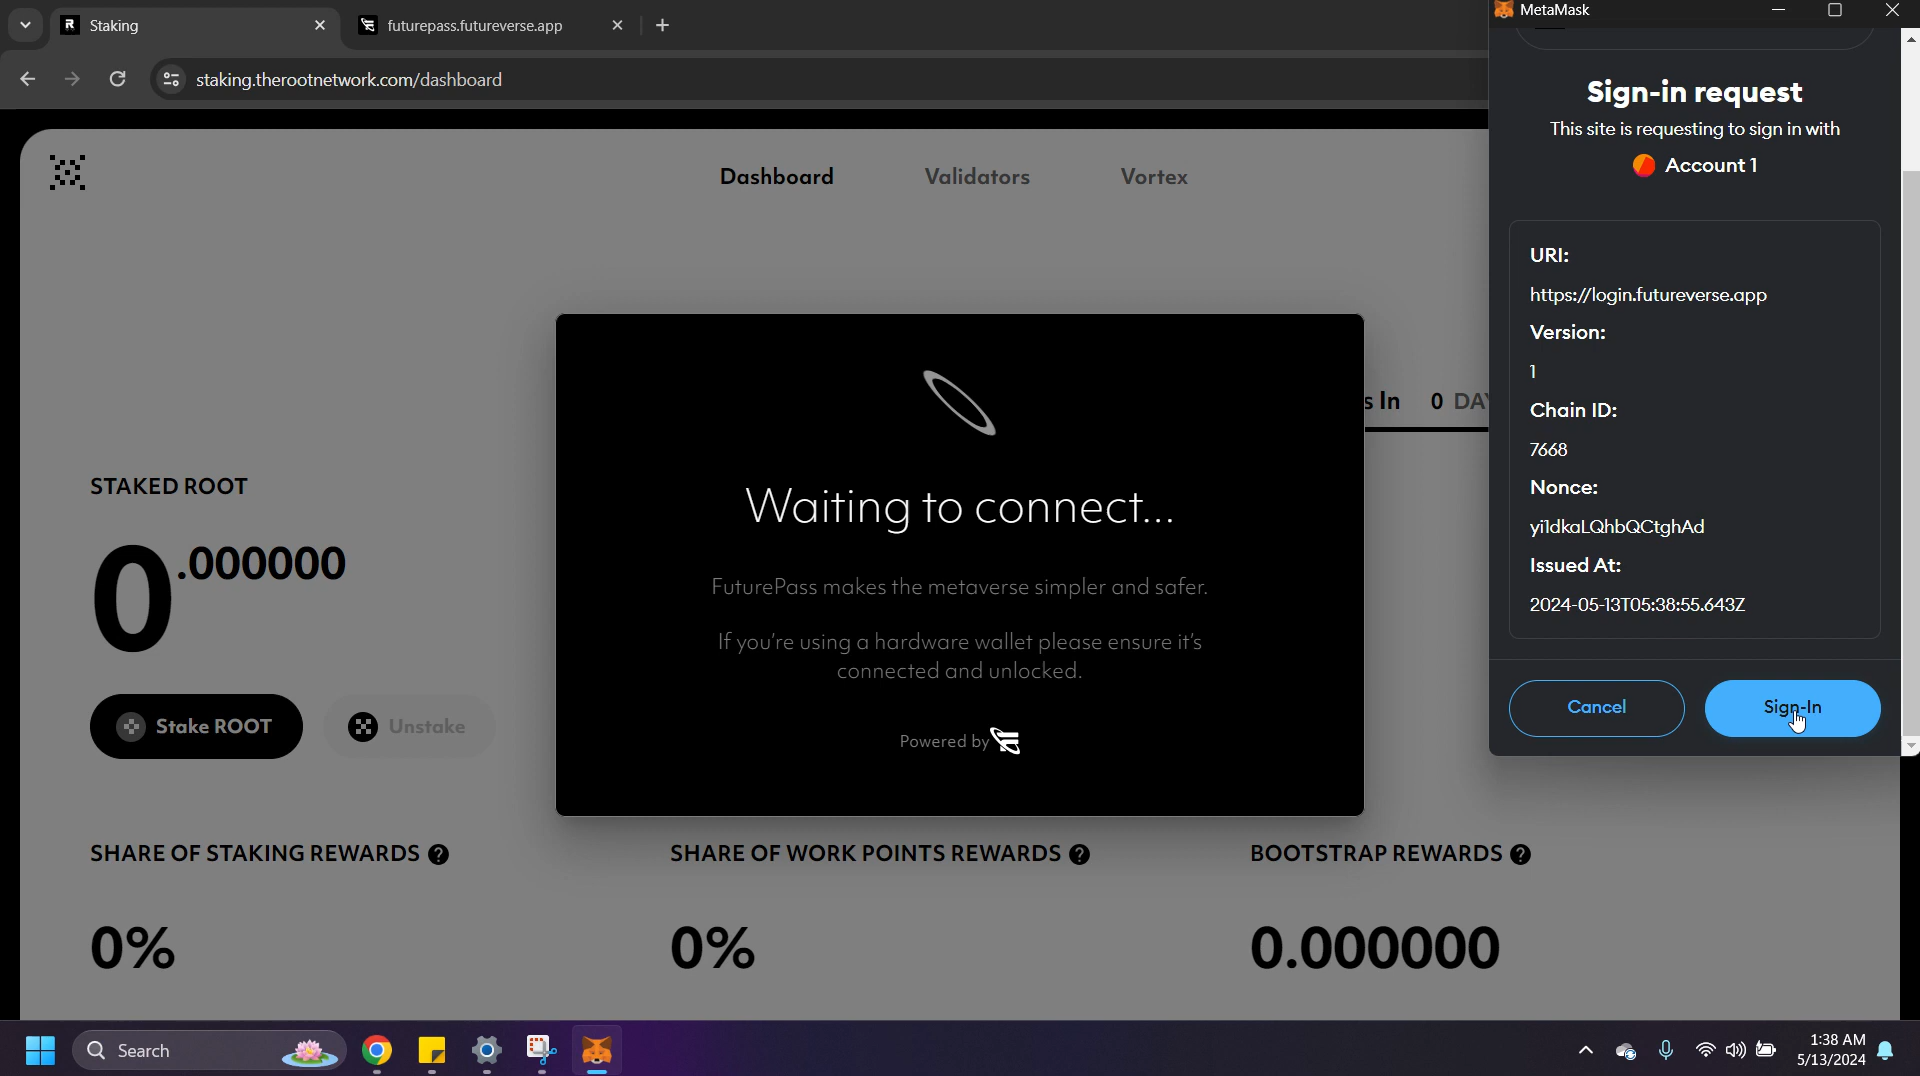 Staking
futurepass.futureverse.app
MetaMask
staking.therootnetwork.com/dashboard
Dashboard
Validators
Vortex
s In 0 DAY
STAKED ROOT
0.000000
Stake ROOT
Unstake
Waiting to connect...
FuturePass makes the metaverse simpler and safer.
If you're using a hardware wallet please ensure it's
connected and unlocked.
Powered by
SHARE OF STAKING REWARDS ?
0%
SHARE OF WORK POINTS REWARDS ?
0%
BOOTSTRAP REWARDS ?
0.000000
Sign-in request
This site is requesting to sign in with
Account 1
URI:
https://login.futureverse.app
Version:
1
Chain ID:
7668
Nonce:
yi1dkaLQhbQCtghAd
Issued At:
2024-05-13T05:38:55.643Z
Cancel
Sign-In
Search
1:38 AM
5/13/2024